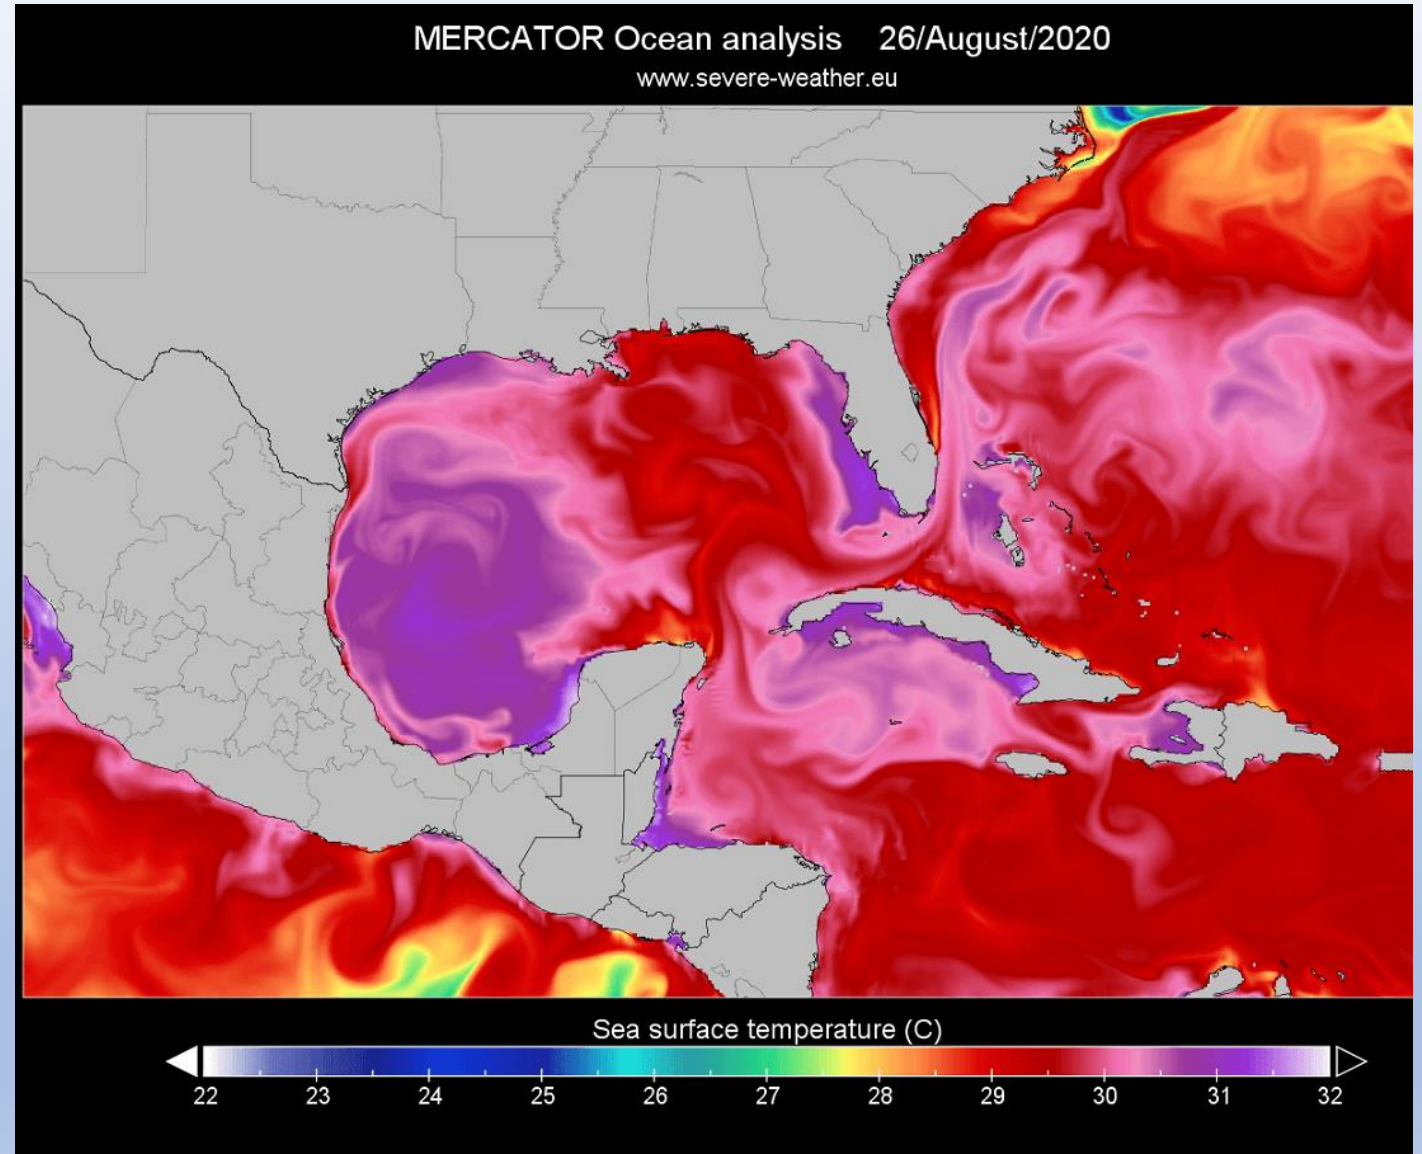 MERCATOR Ocean analysis 26/August/2020
www.severe-weather.eu
Sea surface temperature (C)
22 23 24 25 26 27 28 29 30 31 32